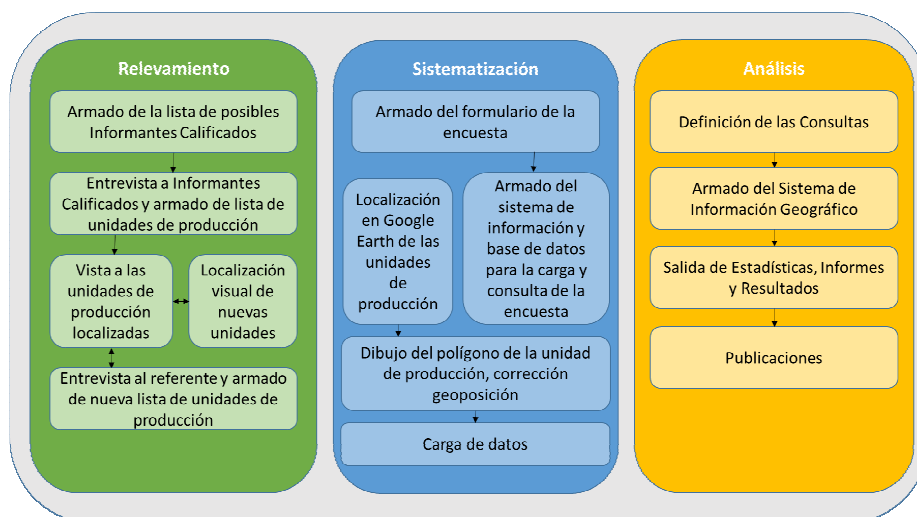 Relevamiento
Armado de la lista de posibles
Informantes Calificados
Entrevista a Informantes
Calificados y armado de lista de
unidades de producción
Vista a las
unidades de
producción
localizadas
Localización
visual de
nuevas
unidades
Entrevista al referente y armado
de nueva lista de unidades de
producción
Sistematización
Armado del formulario de la
encuesta
Localización
en Google
Earth de las
unidades de
producción
Armado del
sistema de
información y
base de datos
para la carga y
consulta de la
encuesta
Dibujo del polígono de la unidad
de producción, corrección
geoposición
Carga de datos
Análisis
Definición de las Consultas
Armado del Sistema de
Información Geográfico
Salida de Estadísticas, Informes
y Resultados
Publicaciones